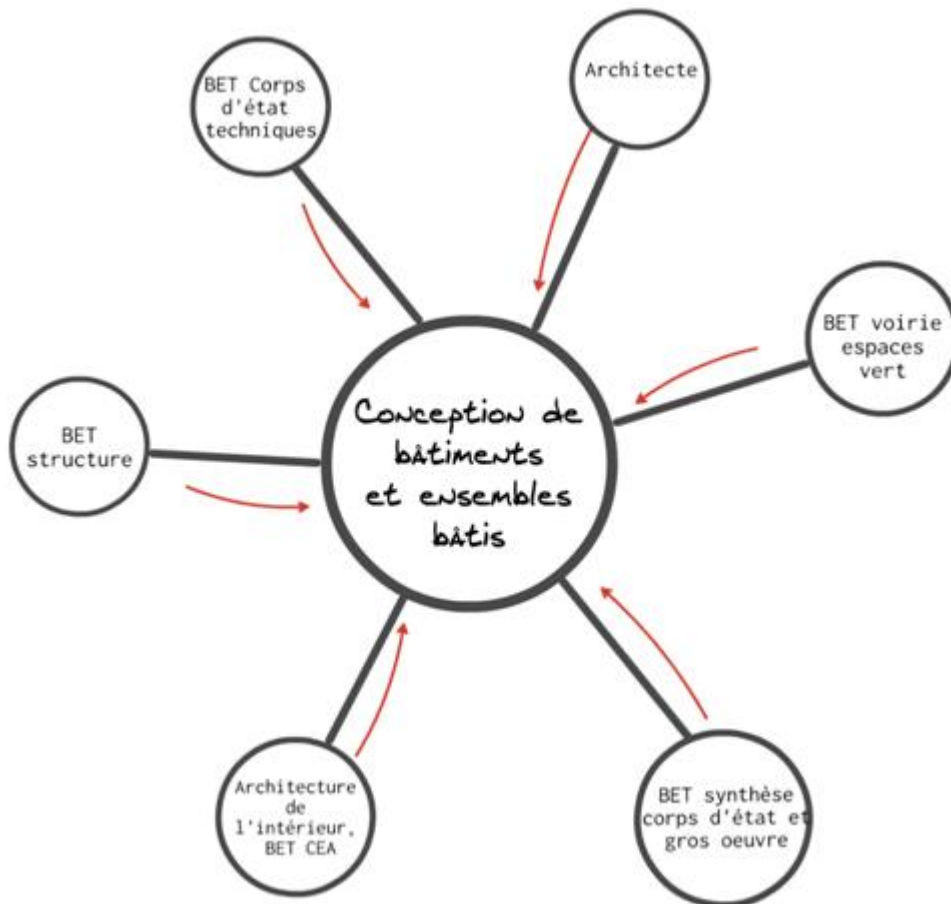 BET Corps
d'état
techniques
Architecte
BET voirie
espaces
vert
Conception de
bâtiments
et ensembles
bâtis
BET
structure
Architecture
de
l'intérieur,
BET CEA
BET synthèse
corps d'état et
gros oeuvre